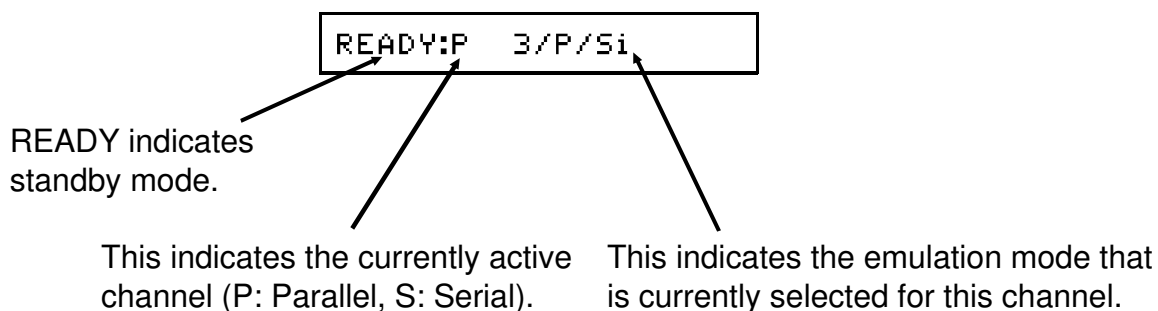 READY:P 3/P/Si
READY indicates
standby mode.
This indicates the currently active
channel (P: Parallel, S: Serial).
This indicates the emulation mode that
is currently selected for this channel.